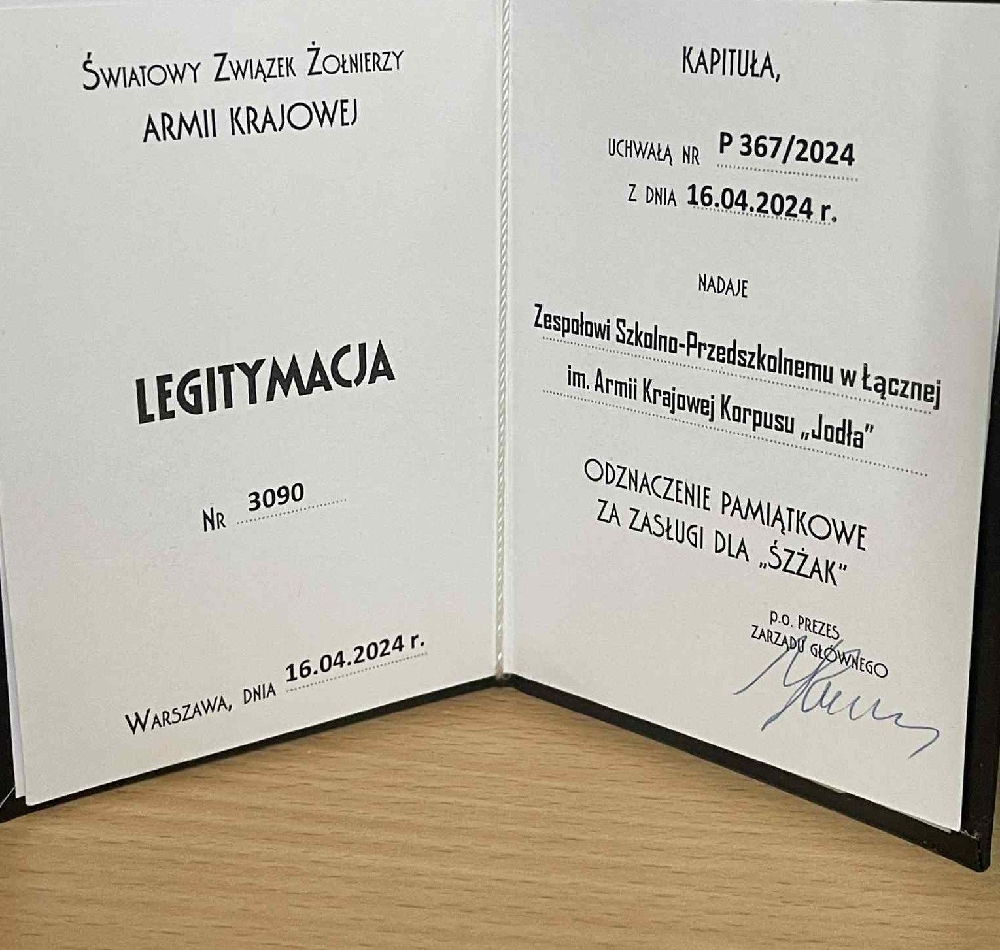 Światowy Związek Żołnierzy
ARMII KRAJOWEJ
LEGITYMACJA
Nr 3090
Warszawa, dnia 16.04.2024 r.
KAPITUŁA,
UCHWAŁĄ NR P 367/2024
Z DNIA 16.04.2024 r.
NADAJE
Zespołowi Szkolno-Przedszkolnemu w Łącznej
im. Armii Krajowej Korpusu „Jodła”
ODZNACZENIE PAMIĄTKOWE
ZA ZASŁUGI DLA „ŚZŻAK”
p.o. PREZES
ZARZĄDU GŁÓWNEGO